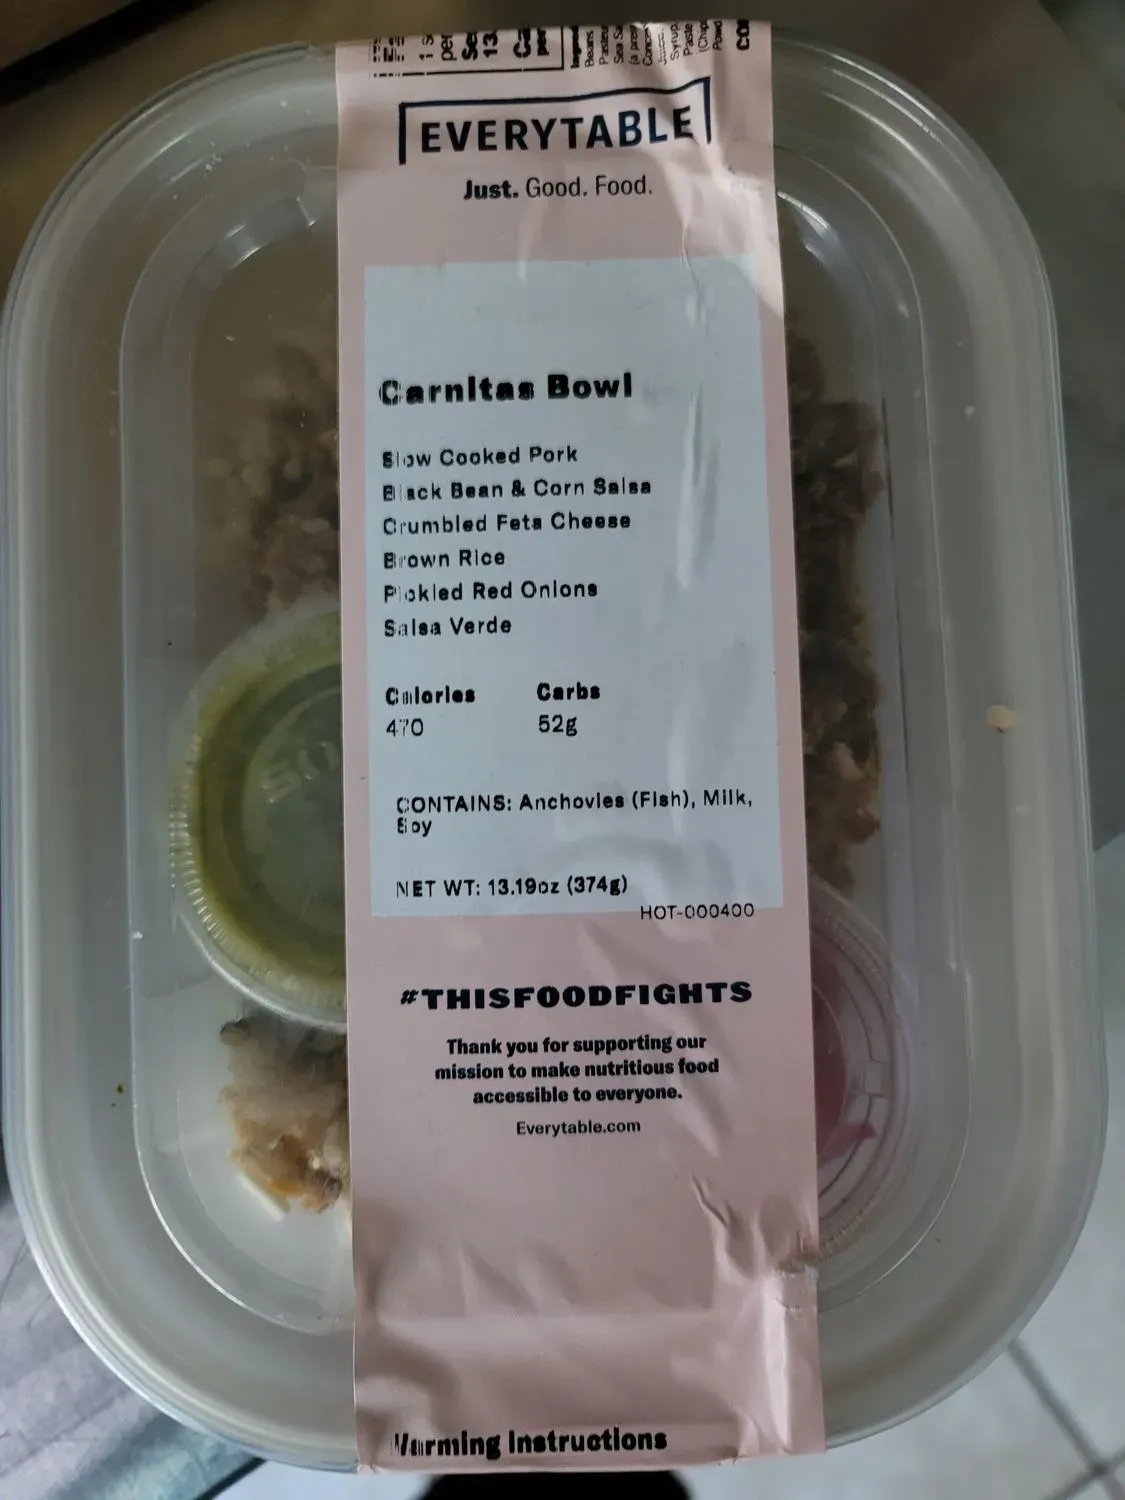 EVERYTABLE
Just. Good. Food.
Carnitas Bowl
Slow Cooked Pork
Black Bean & Corn Salsa
Crumbled Feta Cheese
Brown Rice
Pickled Red Onions
Salsa Verde
Calories Carbs
470 52g
CONTAINS: Anchovies (Fish), Milk,
Soy
NET WT: 13.19oz (374g)
HOT-000400
#THISFOODFIGHTS
Thank you for supporting our
mission to make nutritious food
accessible to everyone.
Everytable.com
Warming Instructions